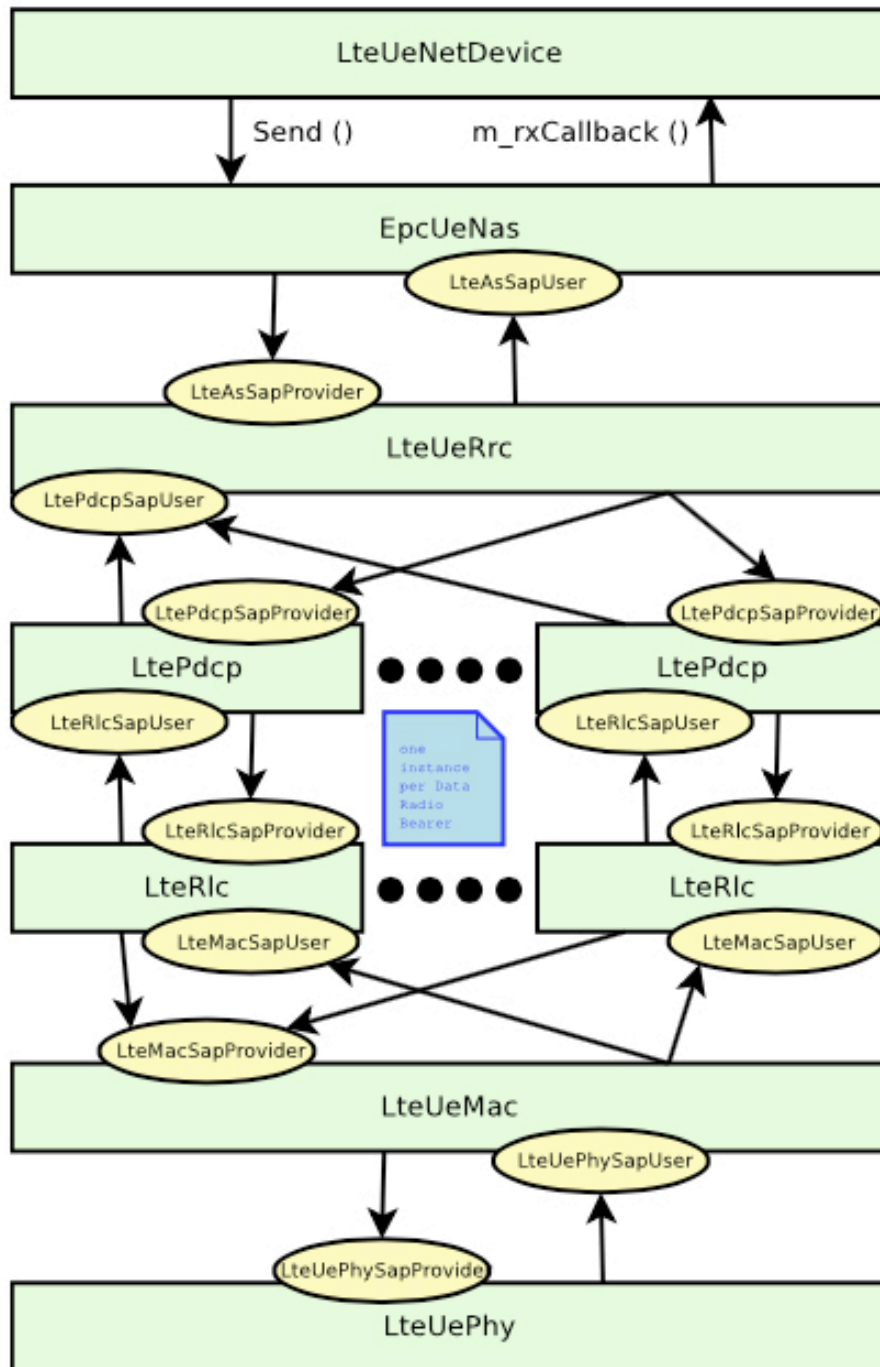 LteUeNetDevice
Send ()
m_rxCallback ()
EpcUeNas
LteAsSapUser
LteAsSapProvider
LteUeRrc
LtePdcpSapUser
LtePdcpSapProvider
LtePdcpSapProvider
LtePdcp
LtePdcp
LteRlcSapUser
LteRlcSapUser
one
instance
per Data
Radio
Bearer
LteRlcSapProvider
LteRlcSapProvider
LteRlc
LteRlc
LteMacSapUser
LteMacSapUser
LteMacSapProvider
LteUeMac
LteUePhySapUser
LteUePhySapProvide
LteUePhy